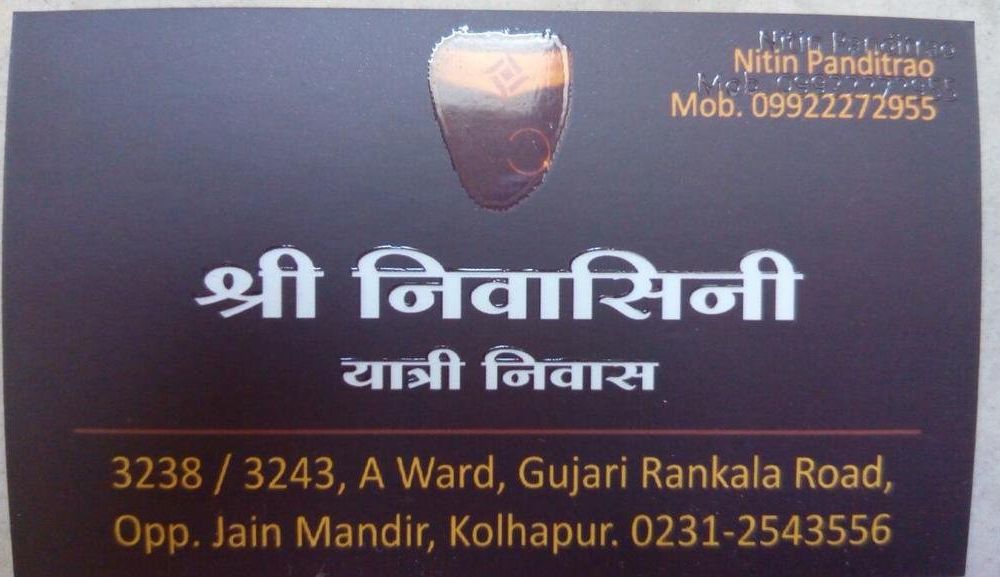 Nitin Panditrao
Mob. 09922272955
श्री निवासिनी
यात्री निवास
3238 / 3243, A Ward, Gujari Rankala Road,
Opp. Jain Mandir, Kolhapur. 0231-2543556